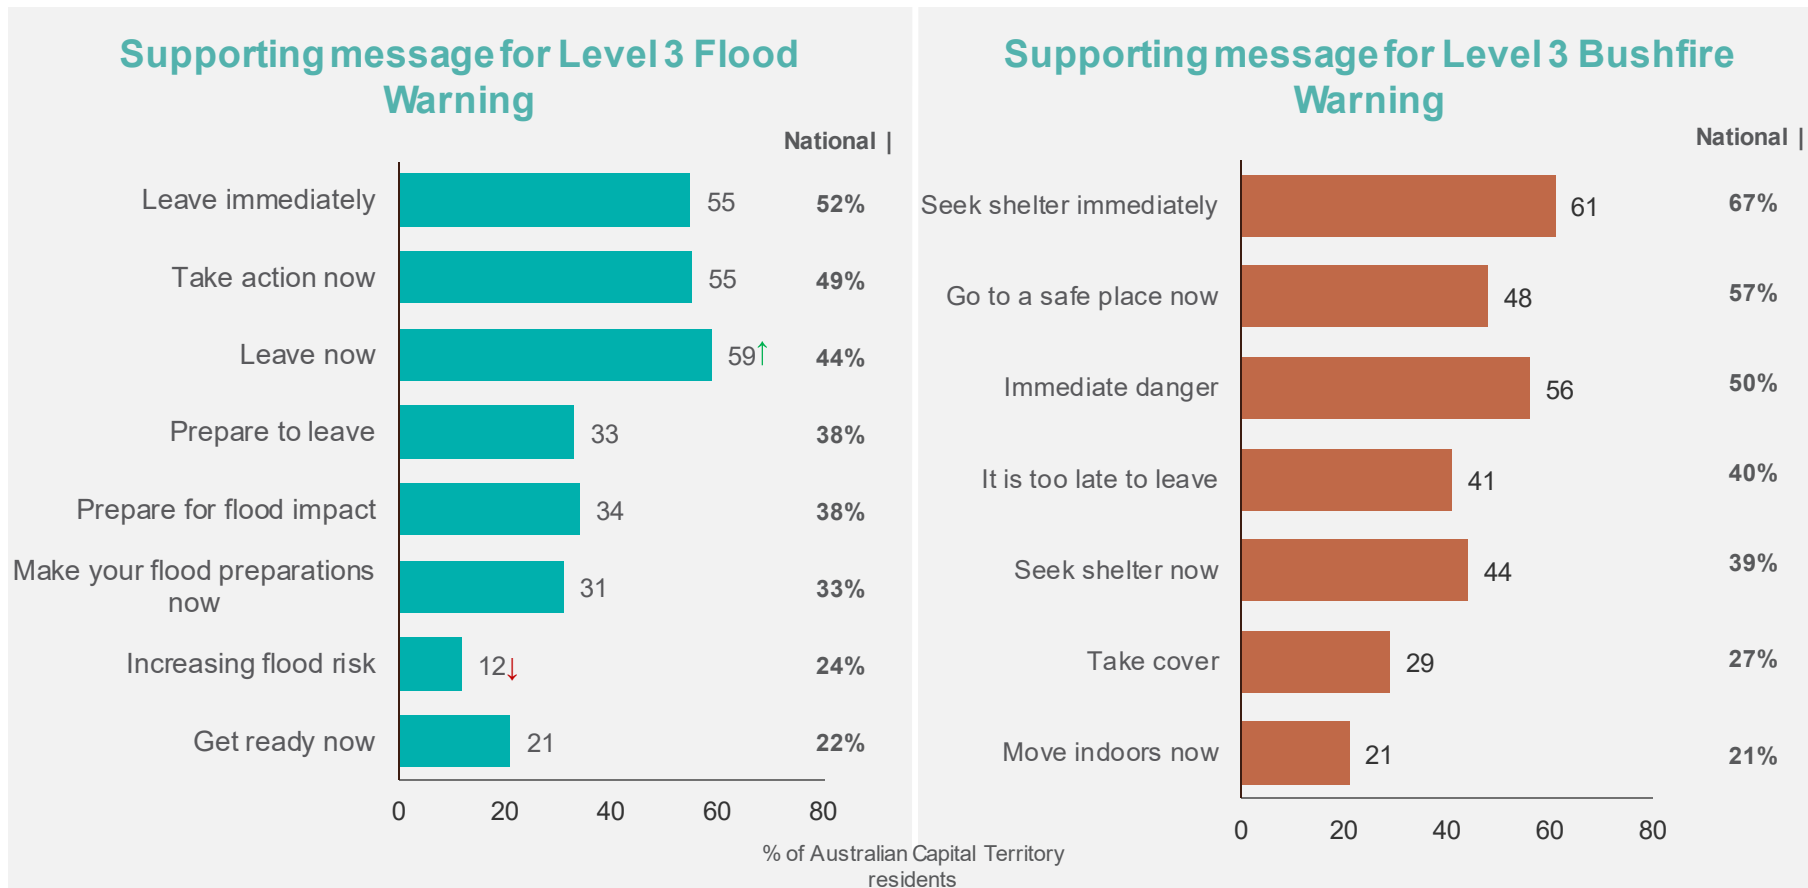 Supporting message for Level 3 Flood
Warning
National |
Leave immediately 55 52%
Take action now 55 49%
Leave now 59↑ 44%
Prepare to leave 33 38%
Prepare for flood impact 34 38%
Make your flood preparations
now 31 33%
Increasing flood risk 12↓ 24%
Get ready now 21 22%
0 20 40 60 80
Supporting message for Level 3 Bushfire
Warning
National |
Seek shelter immediately 61 67%
Go to a safe place now 48 57%
Immediate danger 56 50%
It is too late to leave 41 40%
Seek shelter now 44 39%
Take cover 29 27%
Move indoors now 21 21%
0 20 40 60 80
% of Australian Capital Territory
residents